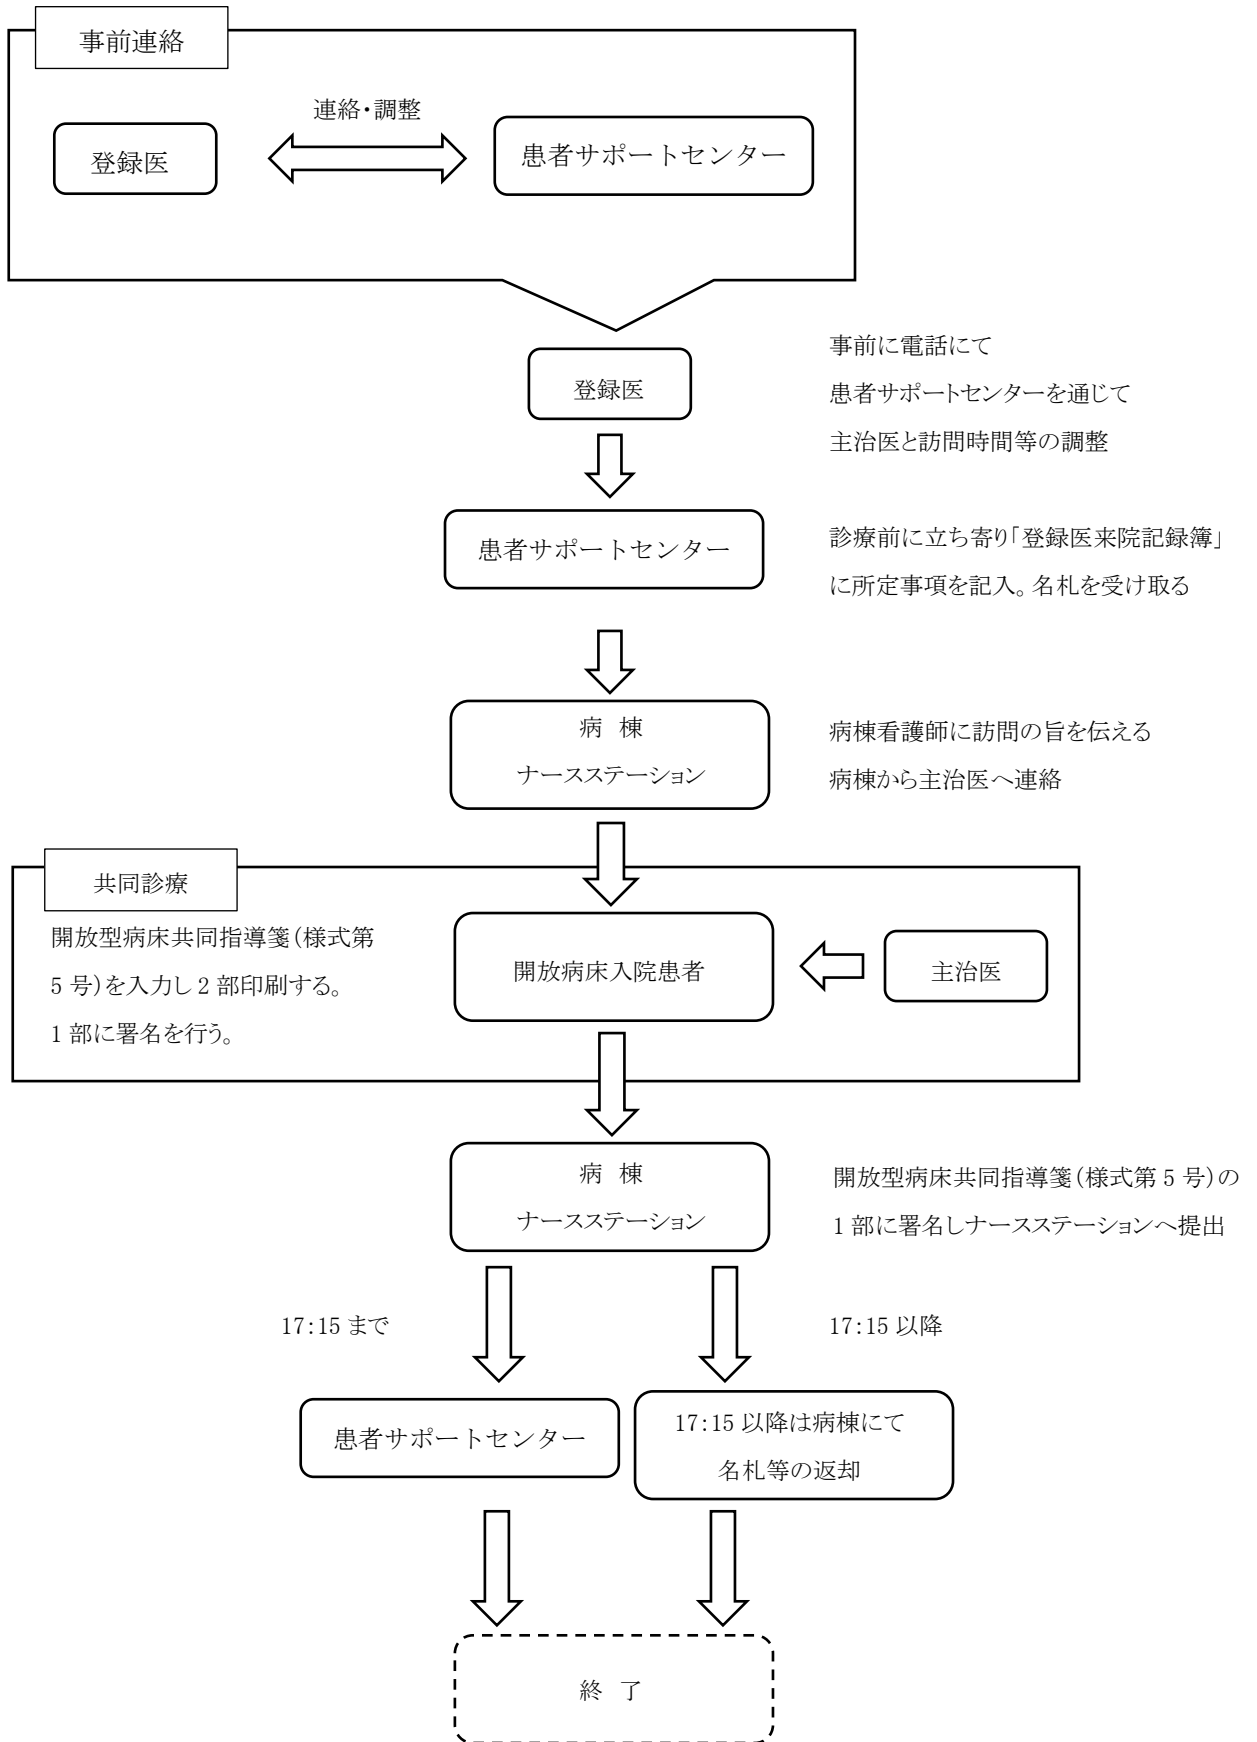 事前連絡
連絡・調整
登録医
患者サポートセンター
登録医
事前に電話にて
患者サポートセンターを通じて
主治医と訪問時間等の調整
患者サポートセンター
診療前に立ち寄り「登録医来院記録簿」
に所定事項を記入。名札を受け取る
病 棟
ナースステーション
病棟看護師に訪問の旨を伝える
病棟から主治医へ連絡
共同診療
開放型病床共同指導箋(様式第
5 号)を入力し 2 部印刷する。
1 部に署名を行う。
開放病床入院患者
主治医
病 棟
ナースステーション
開放型病床共同指導箋(様式第 5 号)の
1 部に署名しナースステーションへ提出
17:15 まで
17:15 以降
患者サポートセンター
17:15 以降は病棟にて
名札等の返却
終 了